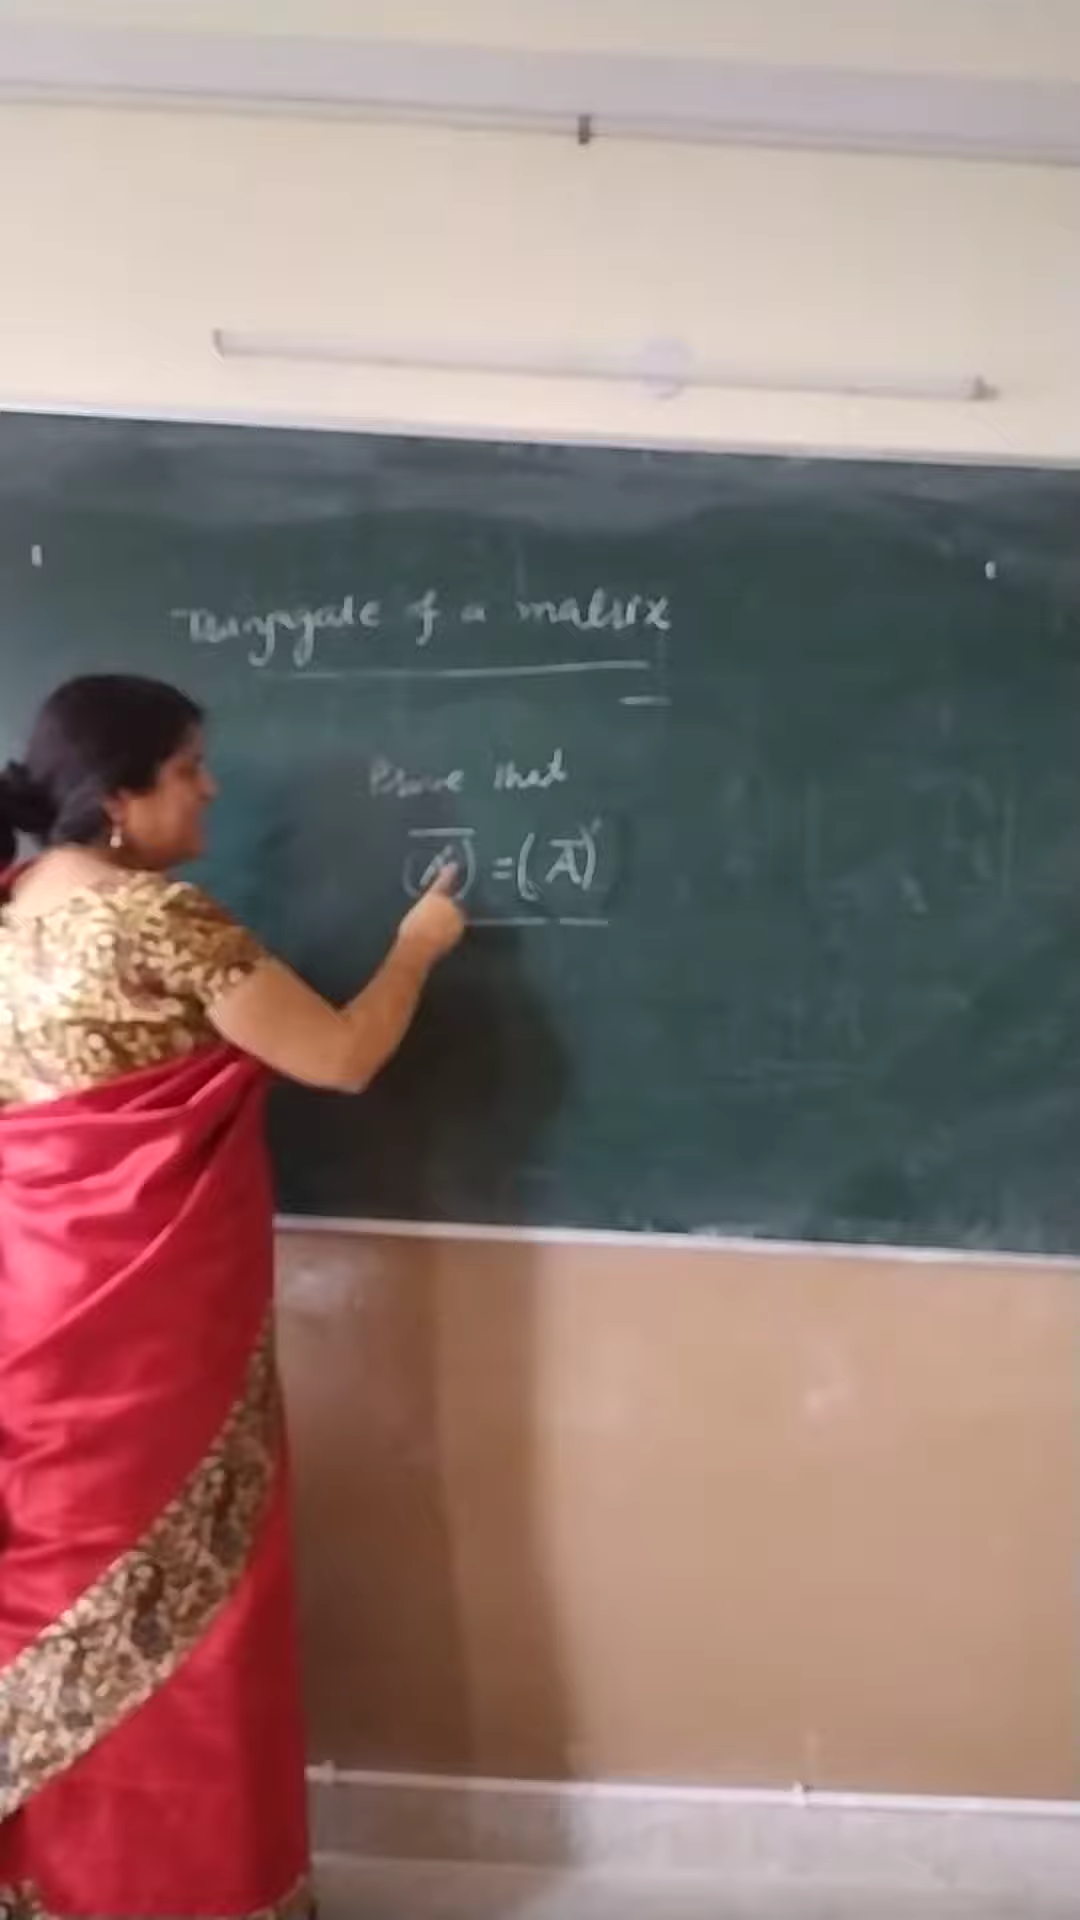 Conjugate of a matrix
Prove that
(A') = (Ā)'